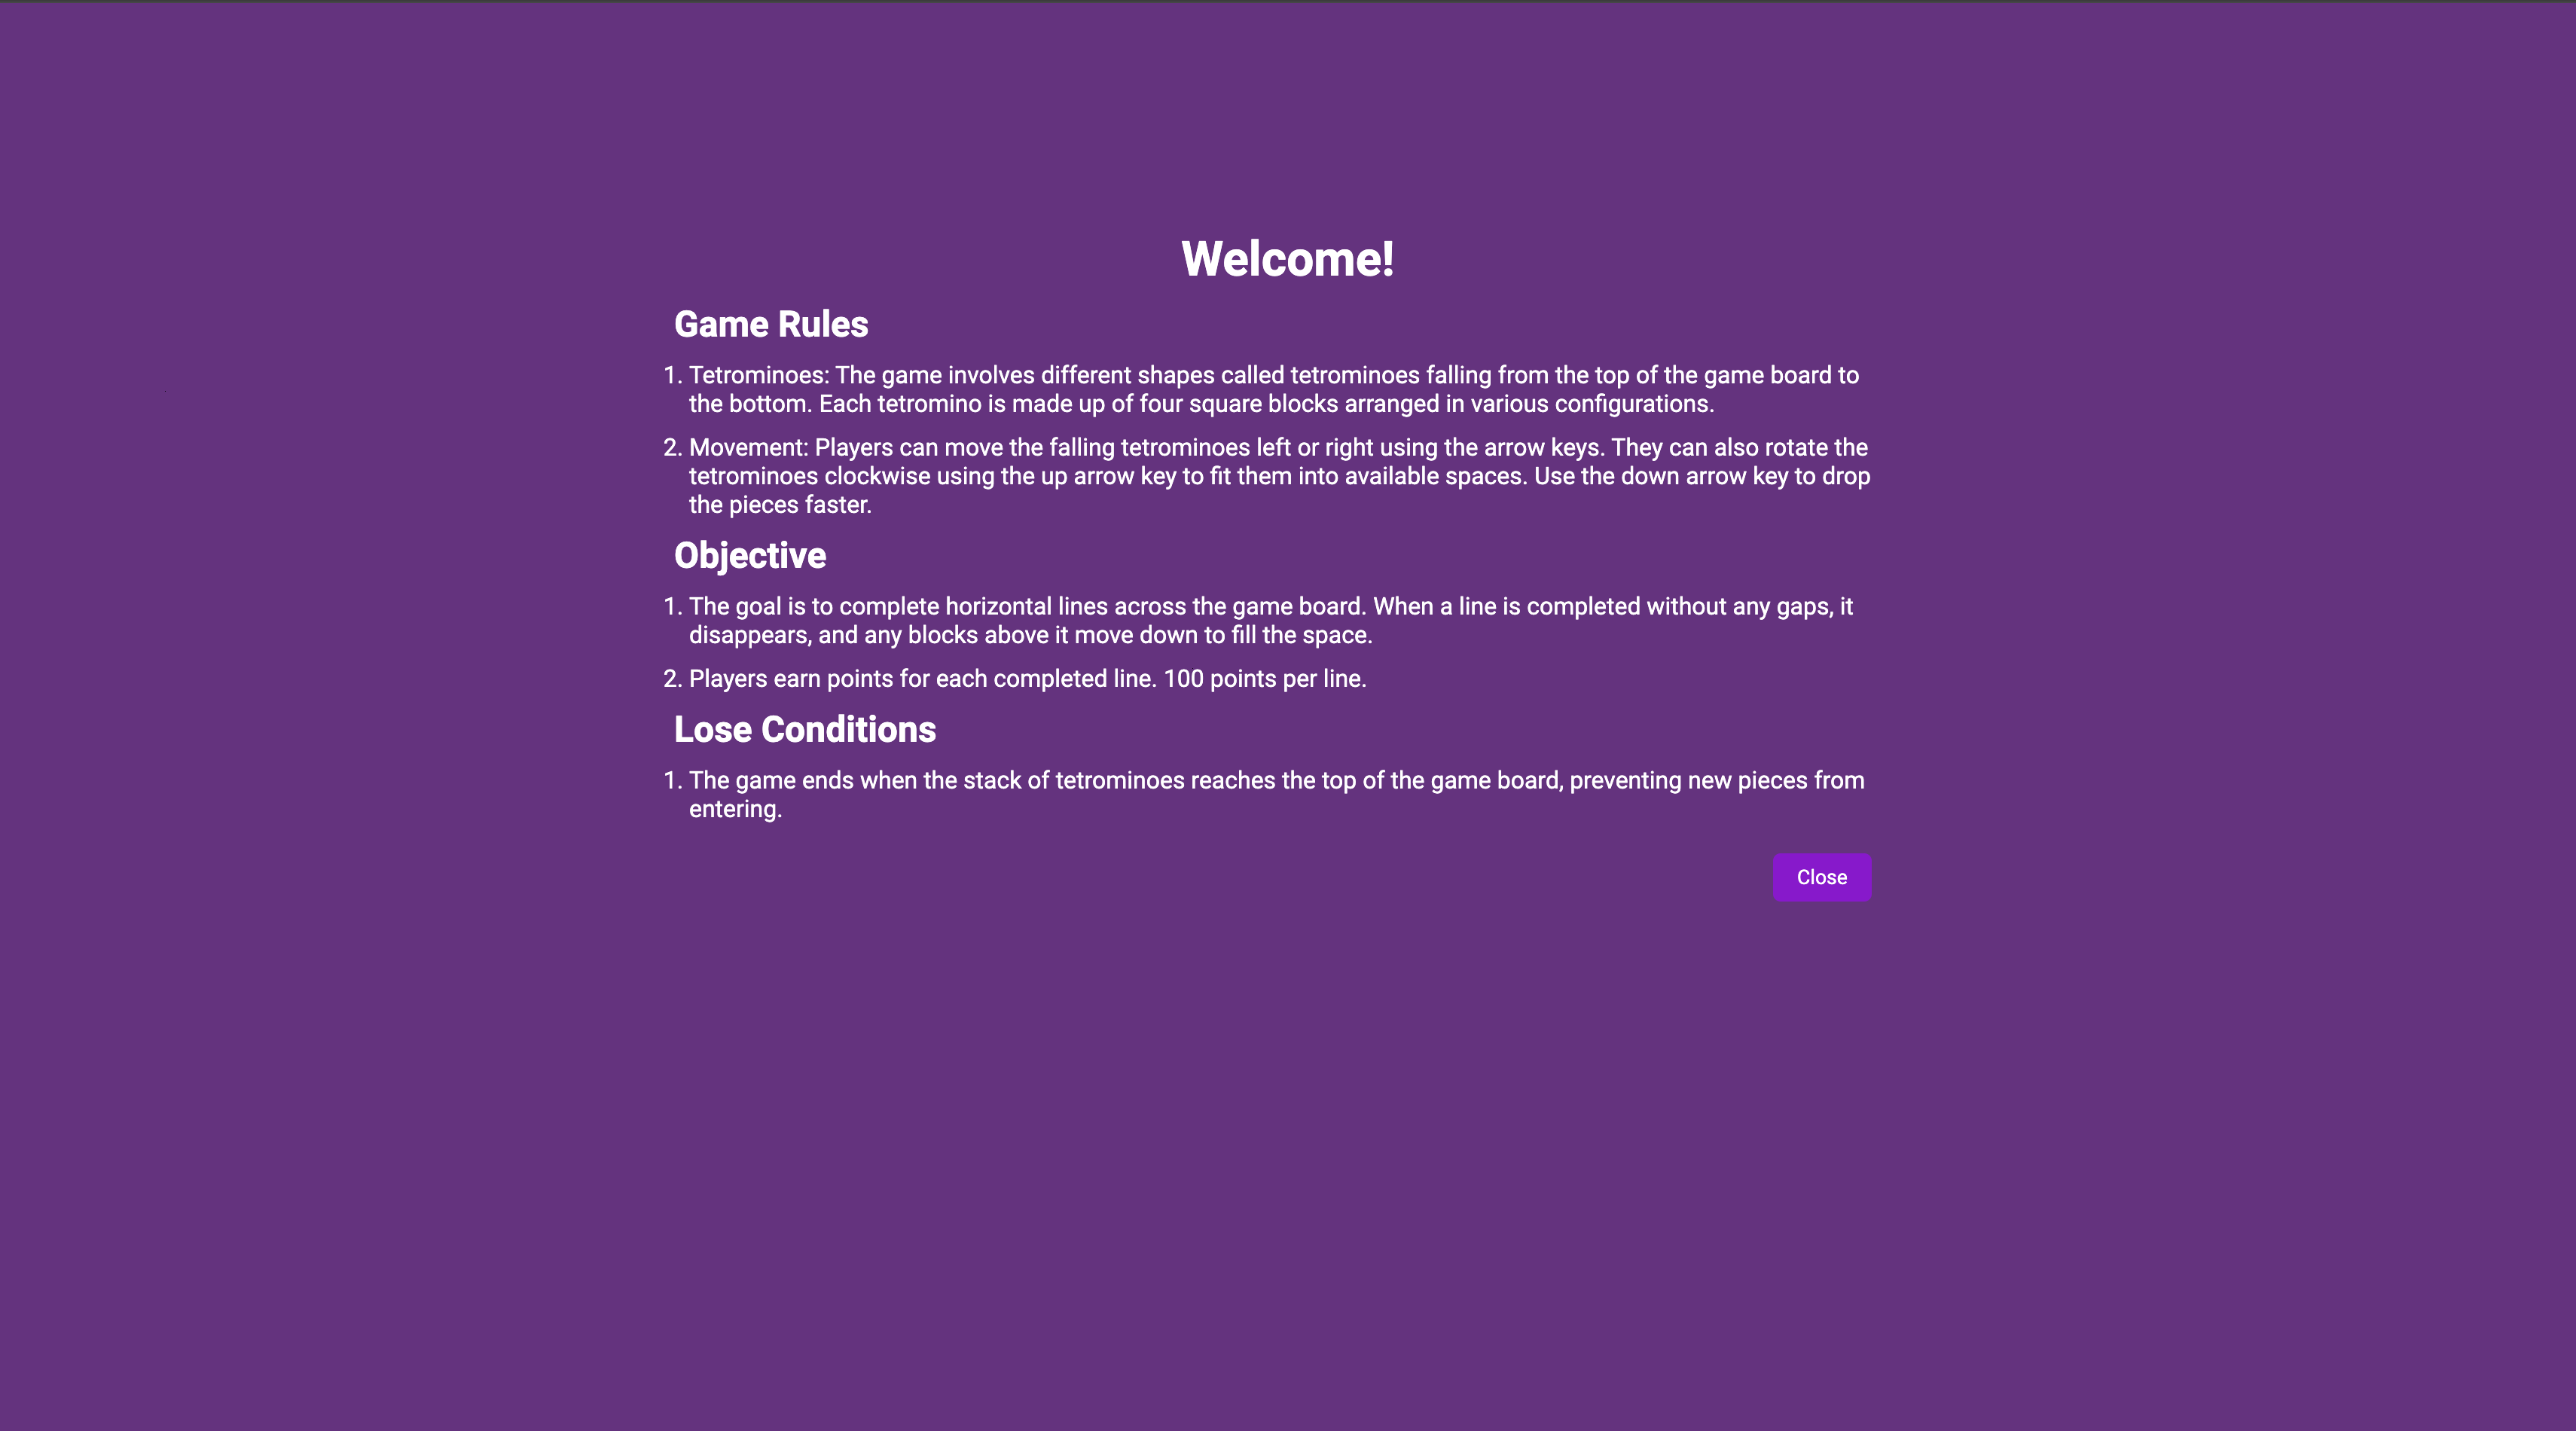 Welcome!
Game Rules
1. Tetrominoes: The game involves different shapes called tetrominoes falling from the top of the game board to
the bottom. Each tetromino is made up of four square blocks arranged in various configurations.
2. Movement: Players can move the falling tetrominoes left or right using the arrow keys. They can also rotate the
tetrominoes clockwise using the up arrow key to fit them into available spaces. Use the down arrow key to drop
the pieces faster.
Objective
1. The goal is to complete horizontal lines across the game board. When a line is completed without any gaps, it
disappears, and any blocks above it move down to fill the space.
2. Players earn points for each completed line. 100 points per line.
Lose Conditions
1. The game ends when the stack of tetrominoes reaches the top of the game board, preventing new pieces from
entering.
Close